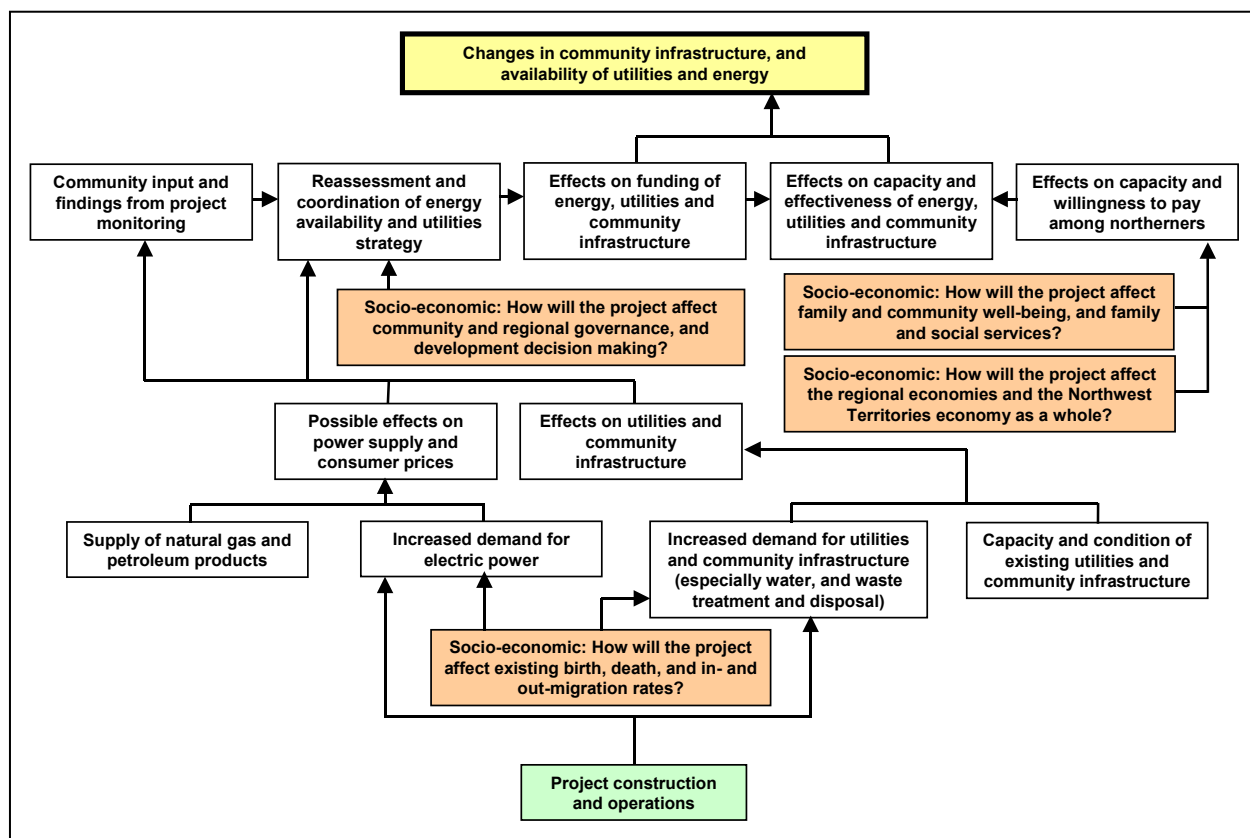 Changes in community infrastructure, and
availability of utilities and energy
Community input and
findings from project
monitoring
Reassessment and
coordination of energy
availability and utilities
strategy
Effects on funding of
energy, utilities and
community
infrastructure
Effects on capacity and
effectiveness of energy,
utilities and community
infrastructure
Effects on capacity and
willingness to pay
among northerners
Socio-economic: How will the project affect
community and regional governance, and
development decision making?
Socio-economic: How will the project affect
family and community well-being, and family
and social services?
Socio-economic: How will the project affect
the regional economies and the Northwest
Territories economy as a whole?
Possible effects on
power supply and
consumer prices
Effects on utilities and
community
infrastructure
Supply of natural gas and
petroleum products
Increased demand for
electric power
Increased demand for utilities
and community infrastructure
(especially water, and waste
treatment and disposal)
Capacity and condition of
existing utilities and
community infrastructure
Socio-economic: How will the project
affect existing birth, death, and in- and
out-migration rates?
Project construction
and operations